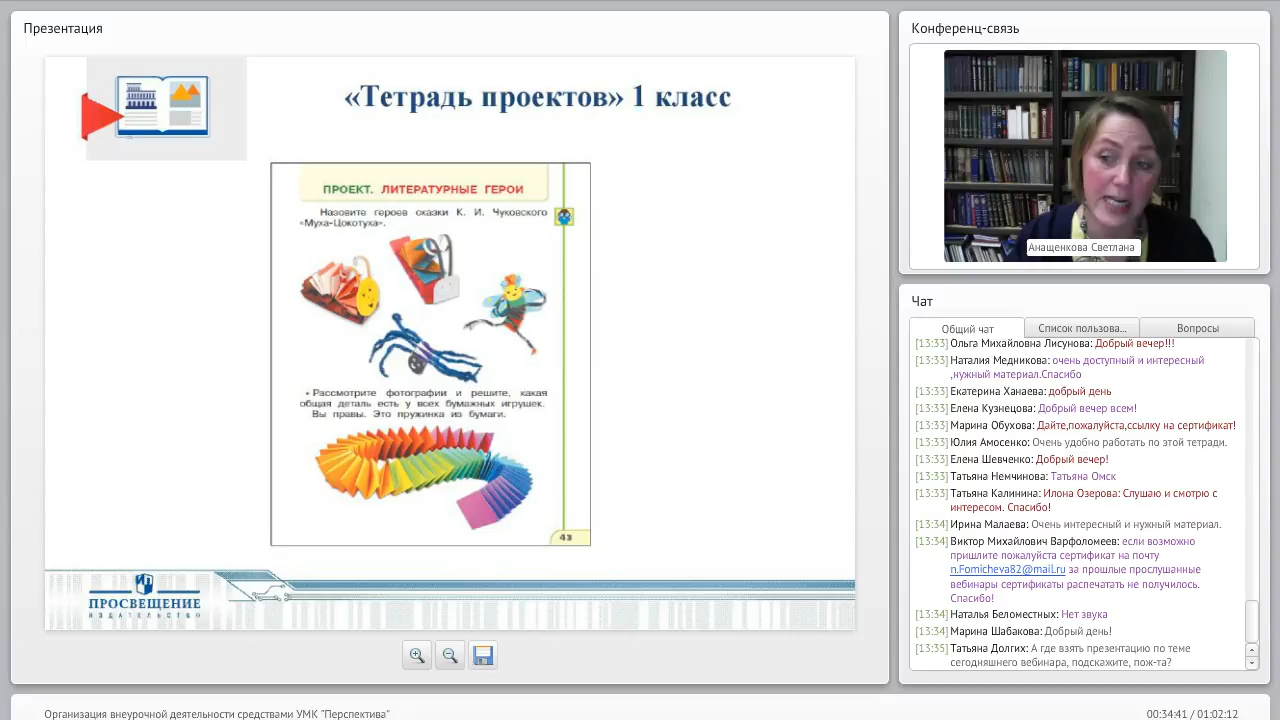 Презентация
«Тетрадь проектов» 1 класс
ПРОЕКТ. ЛИТЕРАТУРНЫЕ ГЕРОИ
Назовите героев сказки К. И. Чуковского
«Муха-Цокотуха».
• Рассмотрите фотографии и решите, какая
общая деталь есть у всех бумажных игрушек.
Вы правы. Это пружинка из бумаги.
43
ПРОСВЕЩЕНИЕ
ИЗДАТЕЛЬСТВО
Конференц-связь
Анащенкова Светлана
Чат
Общий чат
Список пользова...
Вопросы
[13:33] Ольга Михайловна Лисунова: Добрый вечер!!!
[13:33] Наталия Медникова: очень доступный и интересный
,нужный материал.Спасибо
[13:33] Екатерина Ханаева: добрый день
[13:33] Елена Кузнецова: Добрый вечер всем!
[13:33] Марина Обухова: Дайте,пожалуйста,ссылку на сертификат!
[13:33] Юлия Амосенко: Очень удобно работать по этой тетради.
[13:33] Елена Шевченко: Добрый вечер!
[13:33] Татьяна Немчинова: Татьяна Омск
[13:33] Татьяна Калинина: Илона Озерова: Слушаю и смотрю с
интересом. Спасибо!
[13:34] Ирина Малаева: Очень интересный и нужный материал.
[13:34] Виктор Михайлович Варфоломеев: если возможно
пришлите пожалуйста сертификат на почту
n.Fomicheva82@mail.ru за прошлые прослушанные
вебинары сертификаты распечатать не получилось.
Спасибо!
[13:34] Наталья Беломестных: Нет звука
[13:34] Марина Шабакова: Добрый день!
[13:35] Татьяна Долгих: А где взять презентацию по теме
сегодняшнего вебинара, подскажите, пож-та?
Организация внеурочной деятельности средствами УМК "Перспектива"
00:34:41 / 01:02:12